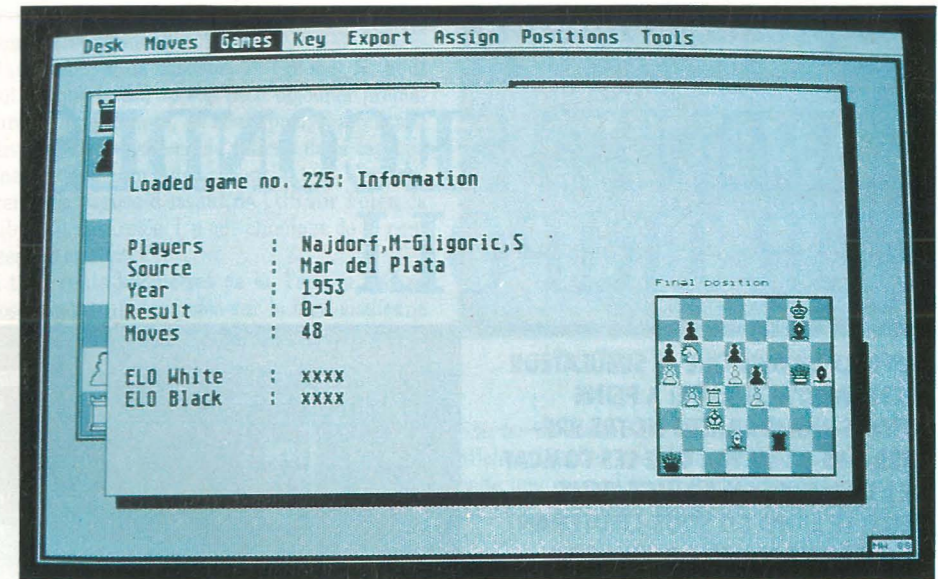 Desk Moves Games Key Export Assign Positions Tools
Loaded game no. 225: Information
Players : Najdorf,M-Gligoric,S
Source : Mar del Plata
Year : 1953
Result : 0-1
Moves : 48
ELO White : xxxx
ELO Black : xxxx
Final position